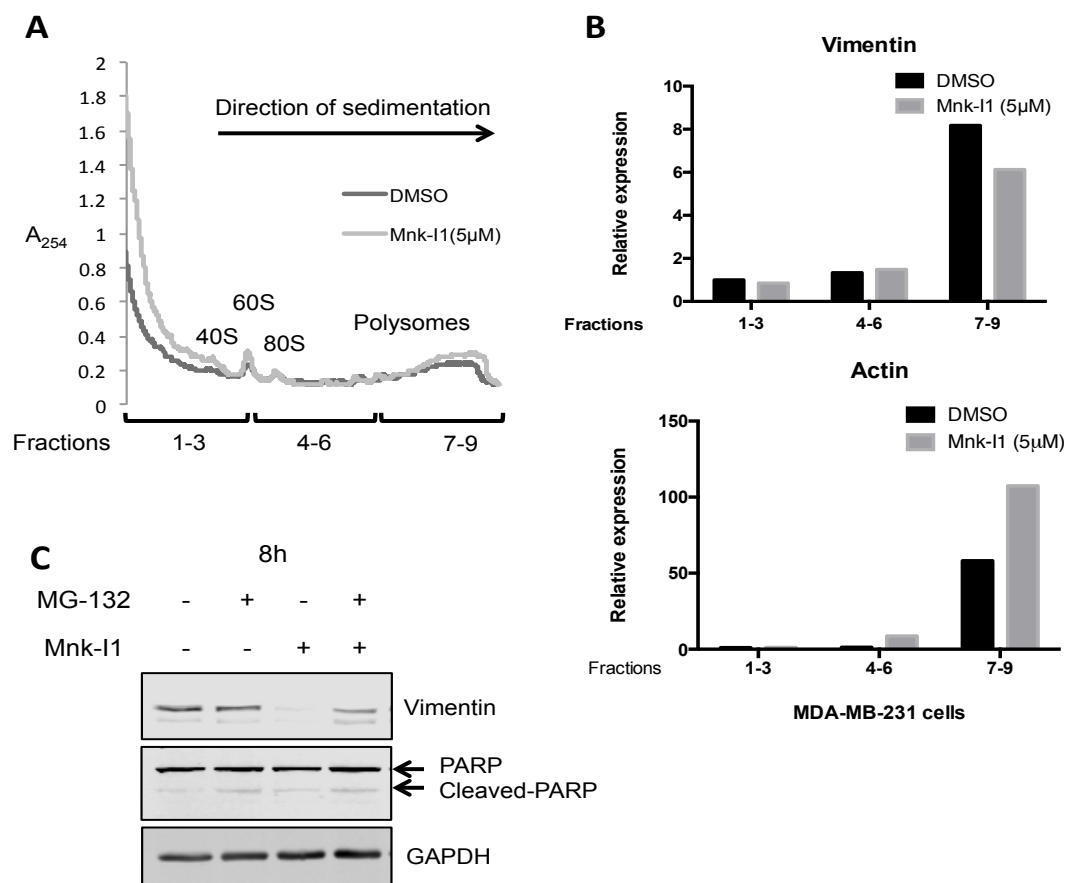 A
2
1.8
1.6
1.4
1.2
1
0.8
0.6
0.4
0.2
0
A254
Direction of sedimentation
DMSO
Mnk-I1(5µM)
60S
40S
80S
Polysomes
Fractions 1-3 4-6 7-9
B
Vimentin
DMSO
Mnk-I1 (5µM)
Relative expression
10
8
6
4
2
0
Fractions 1-3 4-6 7-9
Actin
DMSO
Mnk-I1 (5µM)
Relative expression
150
100
50
0
Fractions 1-3 4-6 7-9
MDA-MB-231 cells
C
8h
MG-132 - + - +
Mnk-I1 - - + +
Vimentin
PARP
Cleaved-PARP
GAPDH